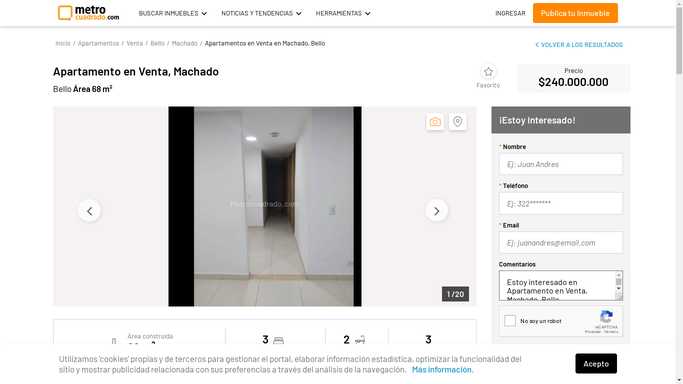 metro
cuadrado.com
BUSCAR INMUEBLES
NOTICIAS Y TENDENCIAS
HERRAMIENTAS
INGRESAR
Publica tu Inmueble
Inicio / Apartamentos / Venta / Bello / Machado / Apartamentos en Venta en Machado, Bello
VOLVER A LOS RESULTADOS
Apartamento en Venta, Machado
Bello Área 68 m²
Favorito
Precio
$240.000.000
1 / 20
¡Estoy Interesado!
* Nombre
Ej: Juan Andres
* Teléfono
Ej: 322*******
* Email
Ej: juanandres@email.com
Comentarios
Estoy interesado en
Apartamento en Venta,
Machado, Bello
No soy un robot
reCAPTCHA
Privacidad - Términos
Área construida
3
2
3
Utilizamos 'cookies' propias y de terceros para gestionar el portal, elaborar información estadística, optimizar la funcionalidad del
sitio y mostrar publicidad relacionada con sus preferencias a través del análisis de la navegación. Más información.
Acepto